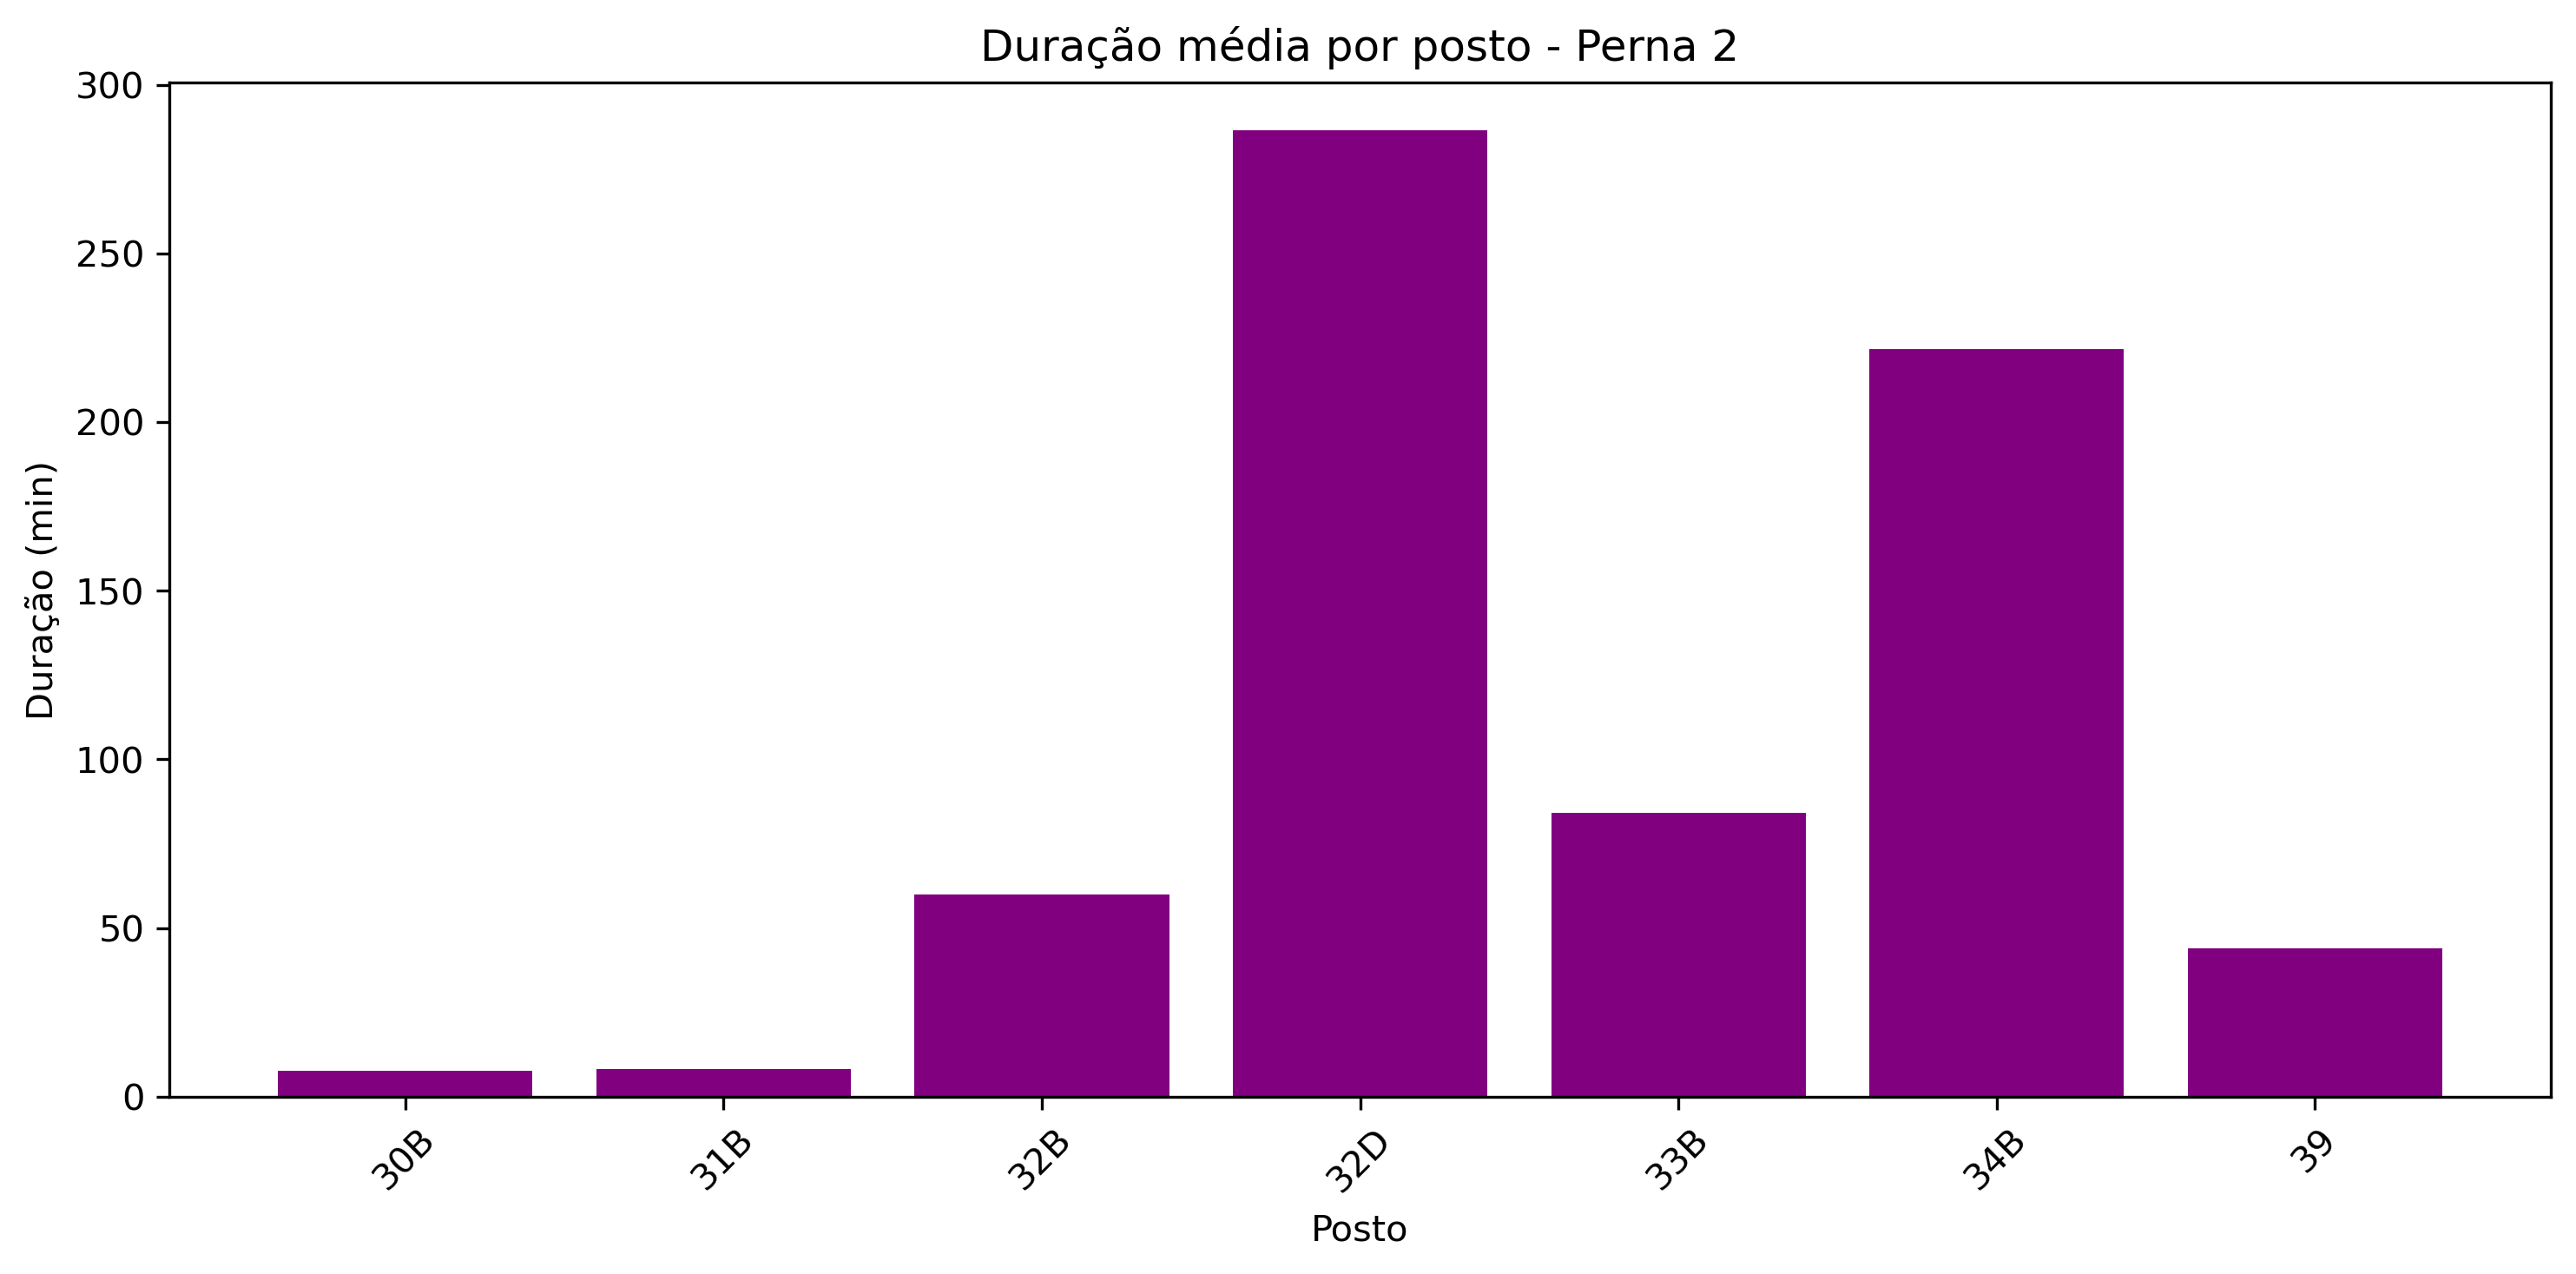 Duração média por posto - Perna 2
Duração (min)
300
250
200
150
100
50
0
30B
31B
32B
32D
33B
34B
39
Posto